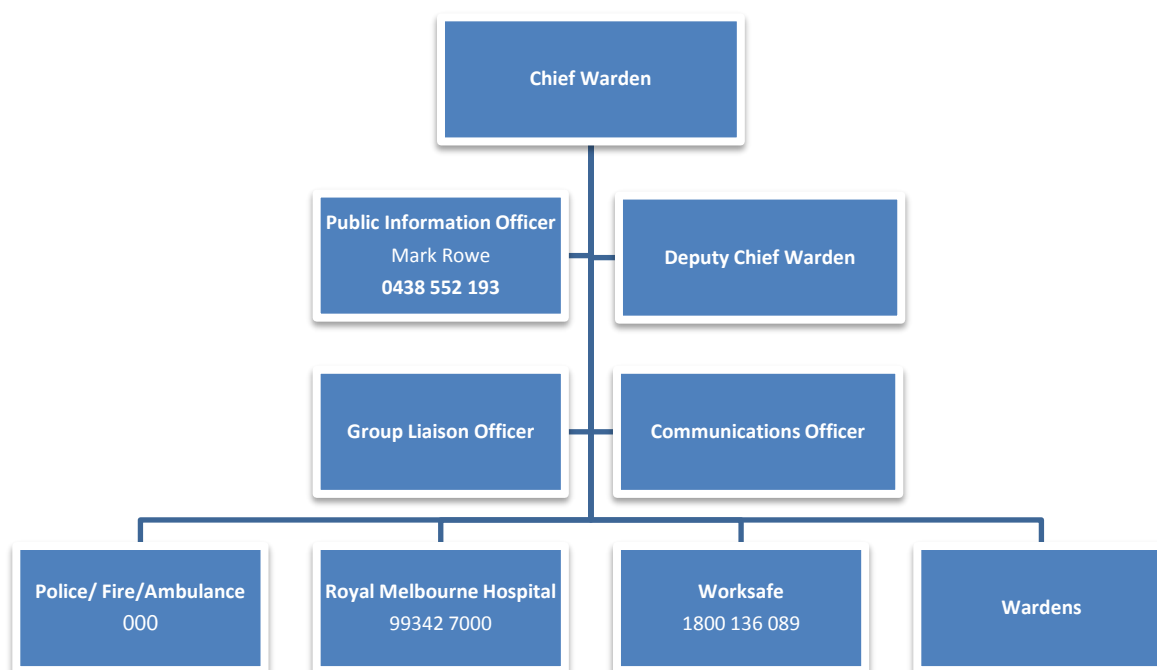 Chief Warden
Public Information Officer
Mark Rowe
0438 552 193
Deputy Chief Warden
Group Liaison Officer
Communications Officer
Police/ Fire/Ambulance
000
Royal Melbourne Hospital
99342 7000
Worksafe
1800 136 089
Wardens